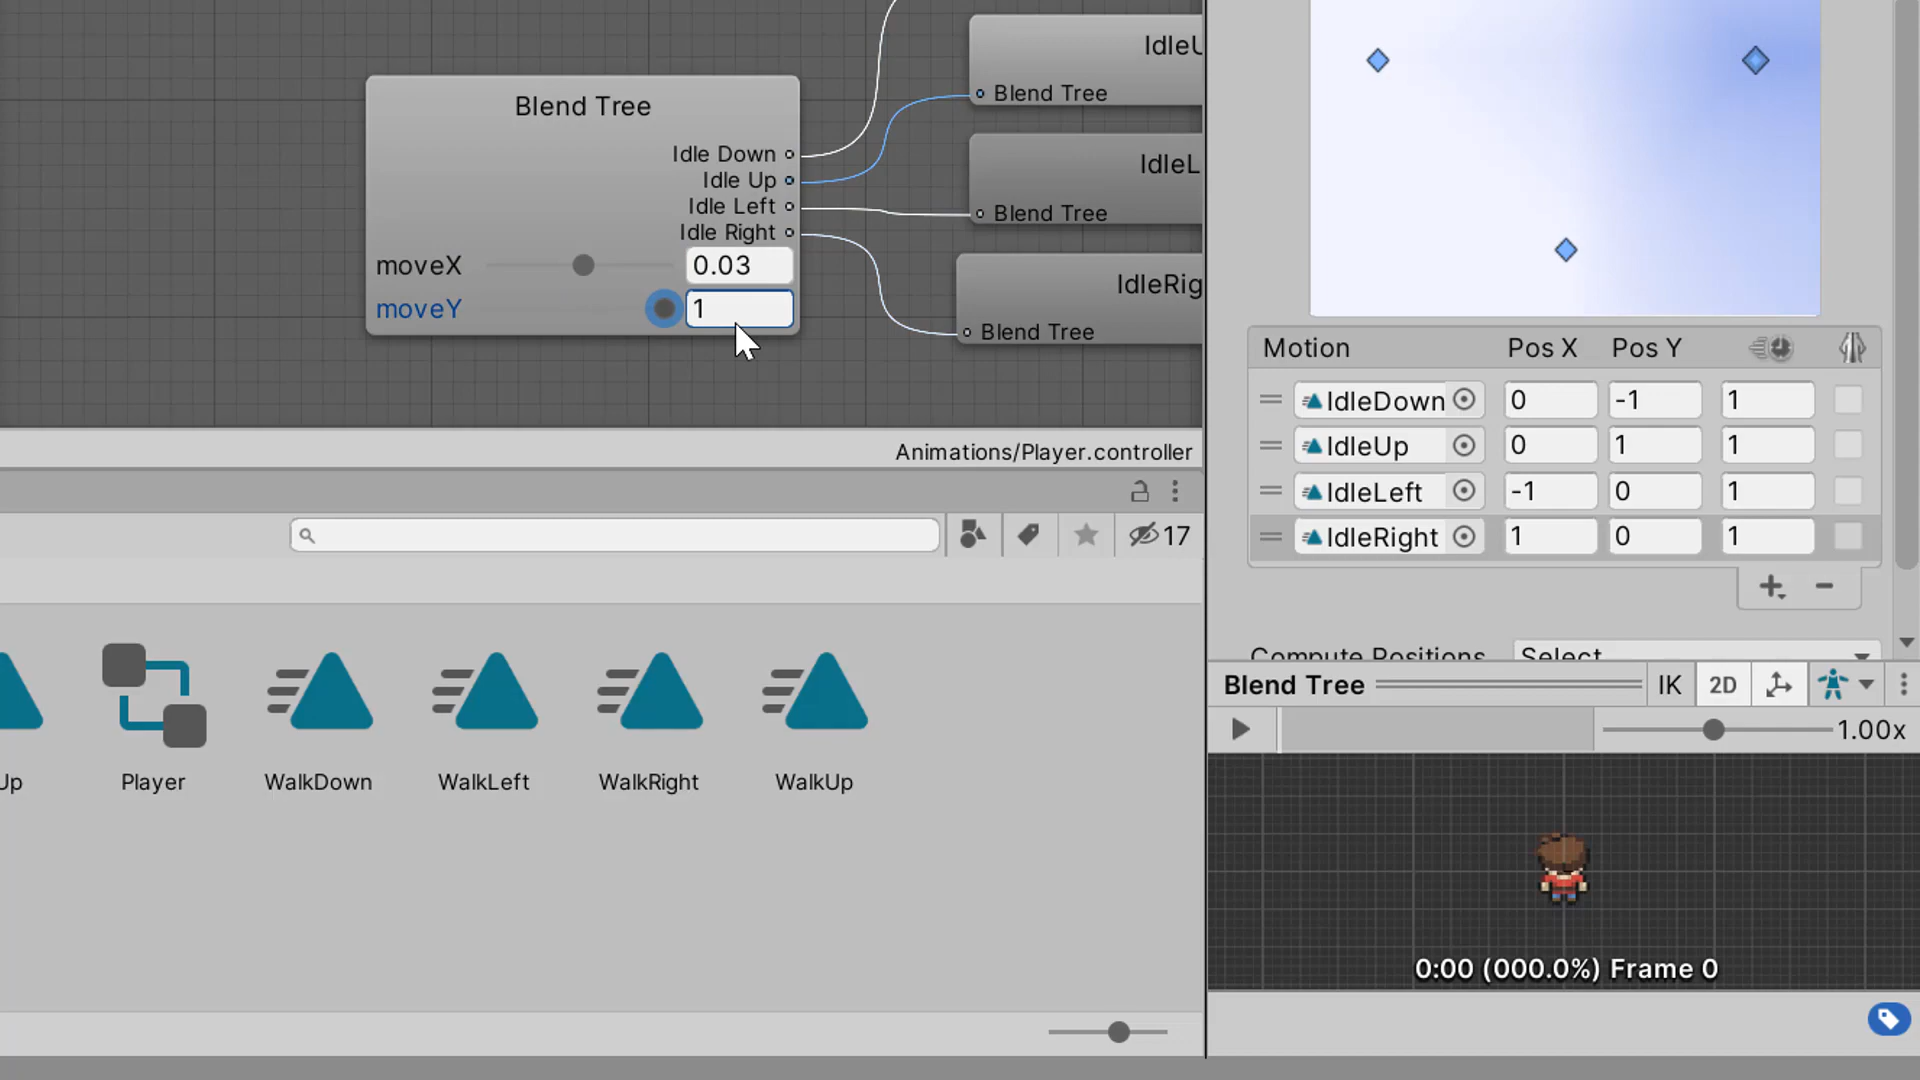 Blend Tree
Idle Down
Idle Up
Idle Left
Idle Right
moveX 0.03
moveY 1
IdleU
Blend Tree
IdleL
Blend Tree
IdleRig
Blend Tree
Animations/Player.controller
17
Up
Player
WalkDown
WalkLeft
WalkRight
WalkUp
Motion Pos X Pos Y
IdleDown 0 -1 1
IdleUp 0 1 1
IdleLeft -1 0 1
IdleRight 1 0 1
Compute Positions Select
Blend Tree IK 2D
1.00x
0:00 (000.0%) Frame 0